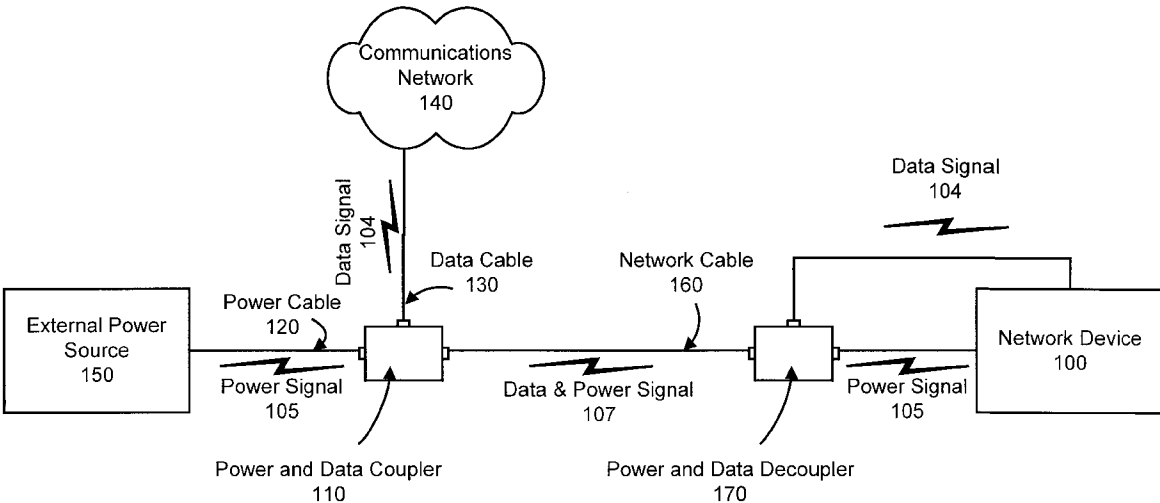 Communications
Network
140
Data Signal
104
Data Signal
104
Data Cable
130
Network Cable
160
Power Cable
120
External Power
Source
150
Network Device
100
Power Signal
105
Data & Power Signal
107
Power Signal
105
Power and Data Coupler
110
Power and Data Decoupler
170